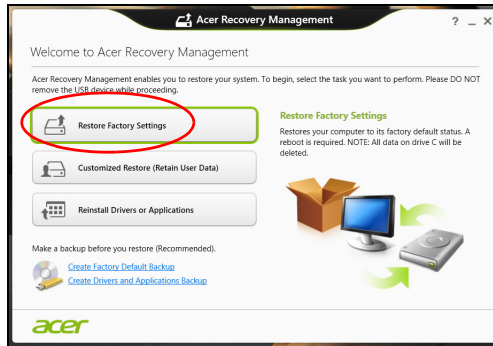 Acer Recovery Management
Welcome to Acer Recovery Management
Acer Recovery Management enables you to restore your system. To begin, select the task you want to perform. Please DO NOT
remove the USB device while proceeding.
Restore Factory Settings
Restore Factory Settings
Restores your computer to its factory default status. A
reboot is required. NOTE: All data on drive C will be
deleted.
Customized Restore (Retain User Data)
Reinstall Drivers or Applications
Make a backup before you restore (Recommended).
Create Factory Default Backup
Create Drivers and Applications Backup
acer